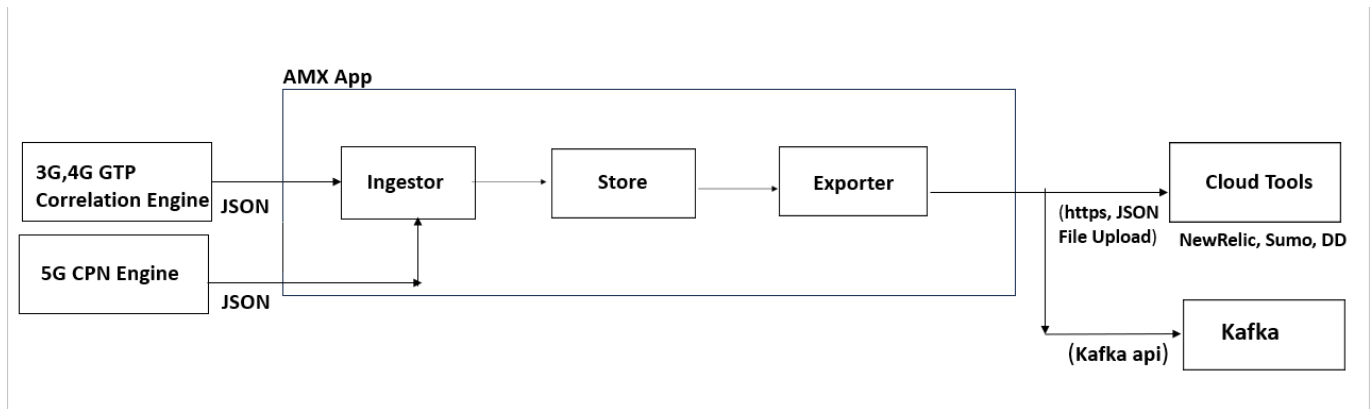 AMX App
3G,4G GTP
Correlation Engine
JSON
Ingestor
Store
Exporter
Cloud Tools
(https, JSON
File Upload)
NewRelic, Sumo, DD
5G CPN Engine
JSON
Kafka
(Kafka api)